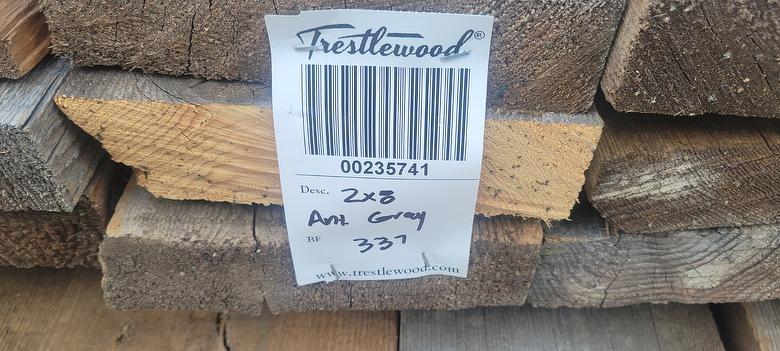 Trestlewood®
00235741
Desc. 2x8
Ant. Gray
BF 337
www.trestlewood.com